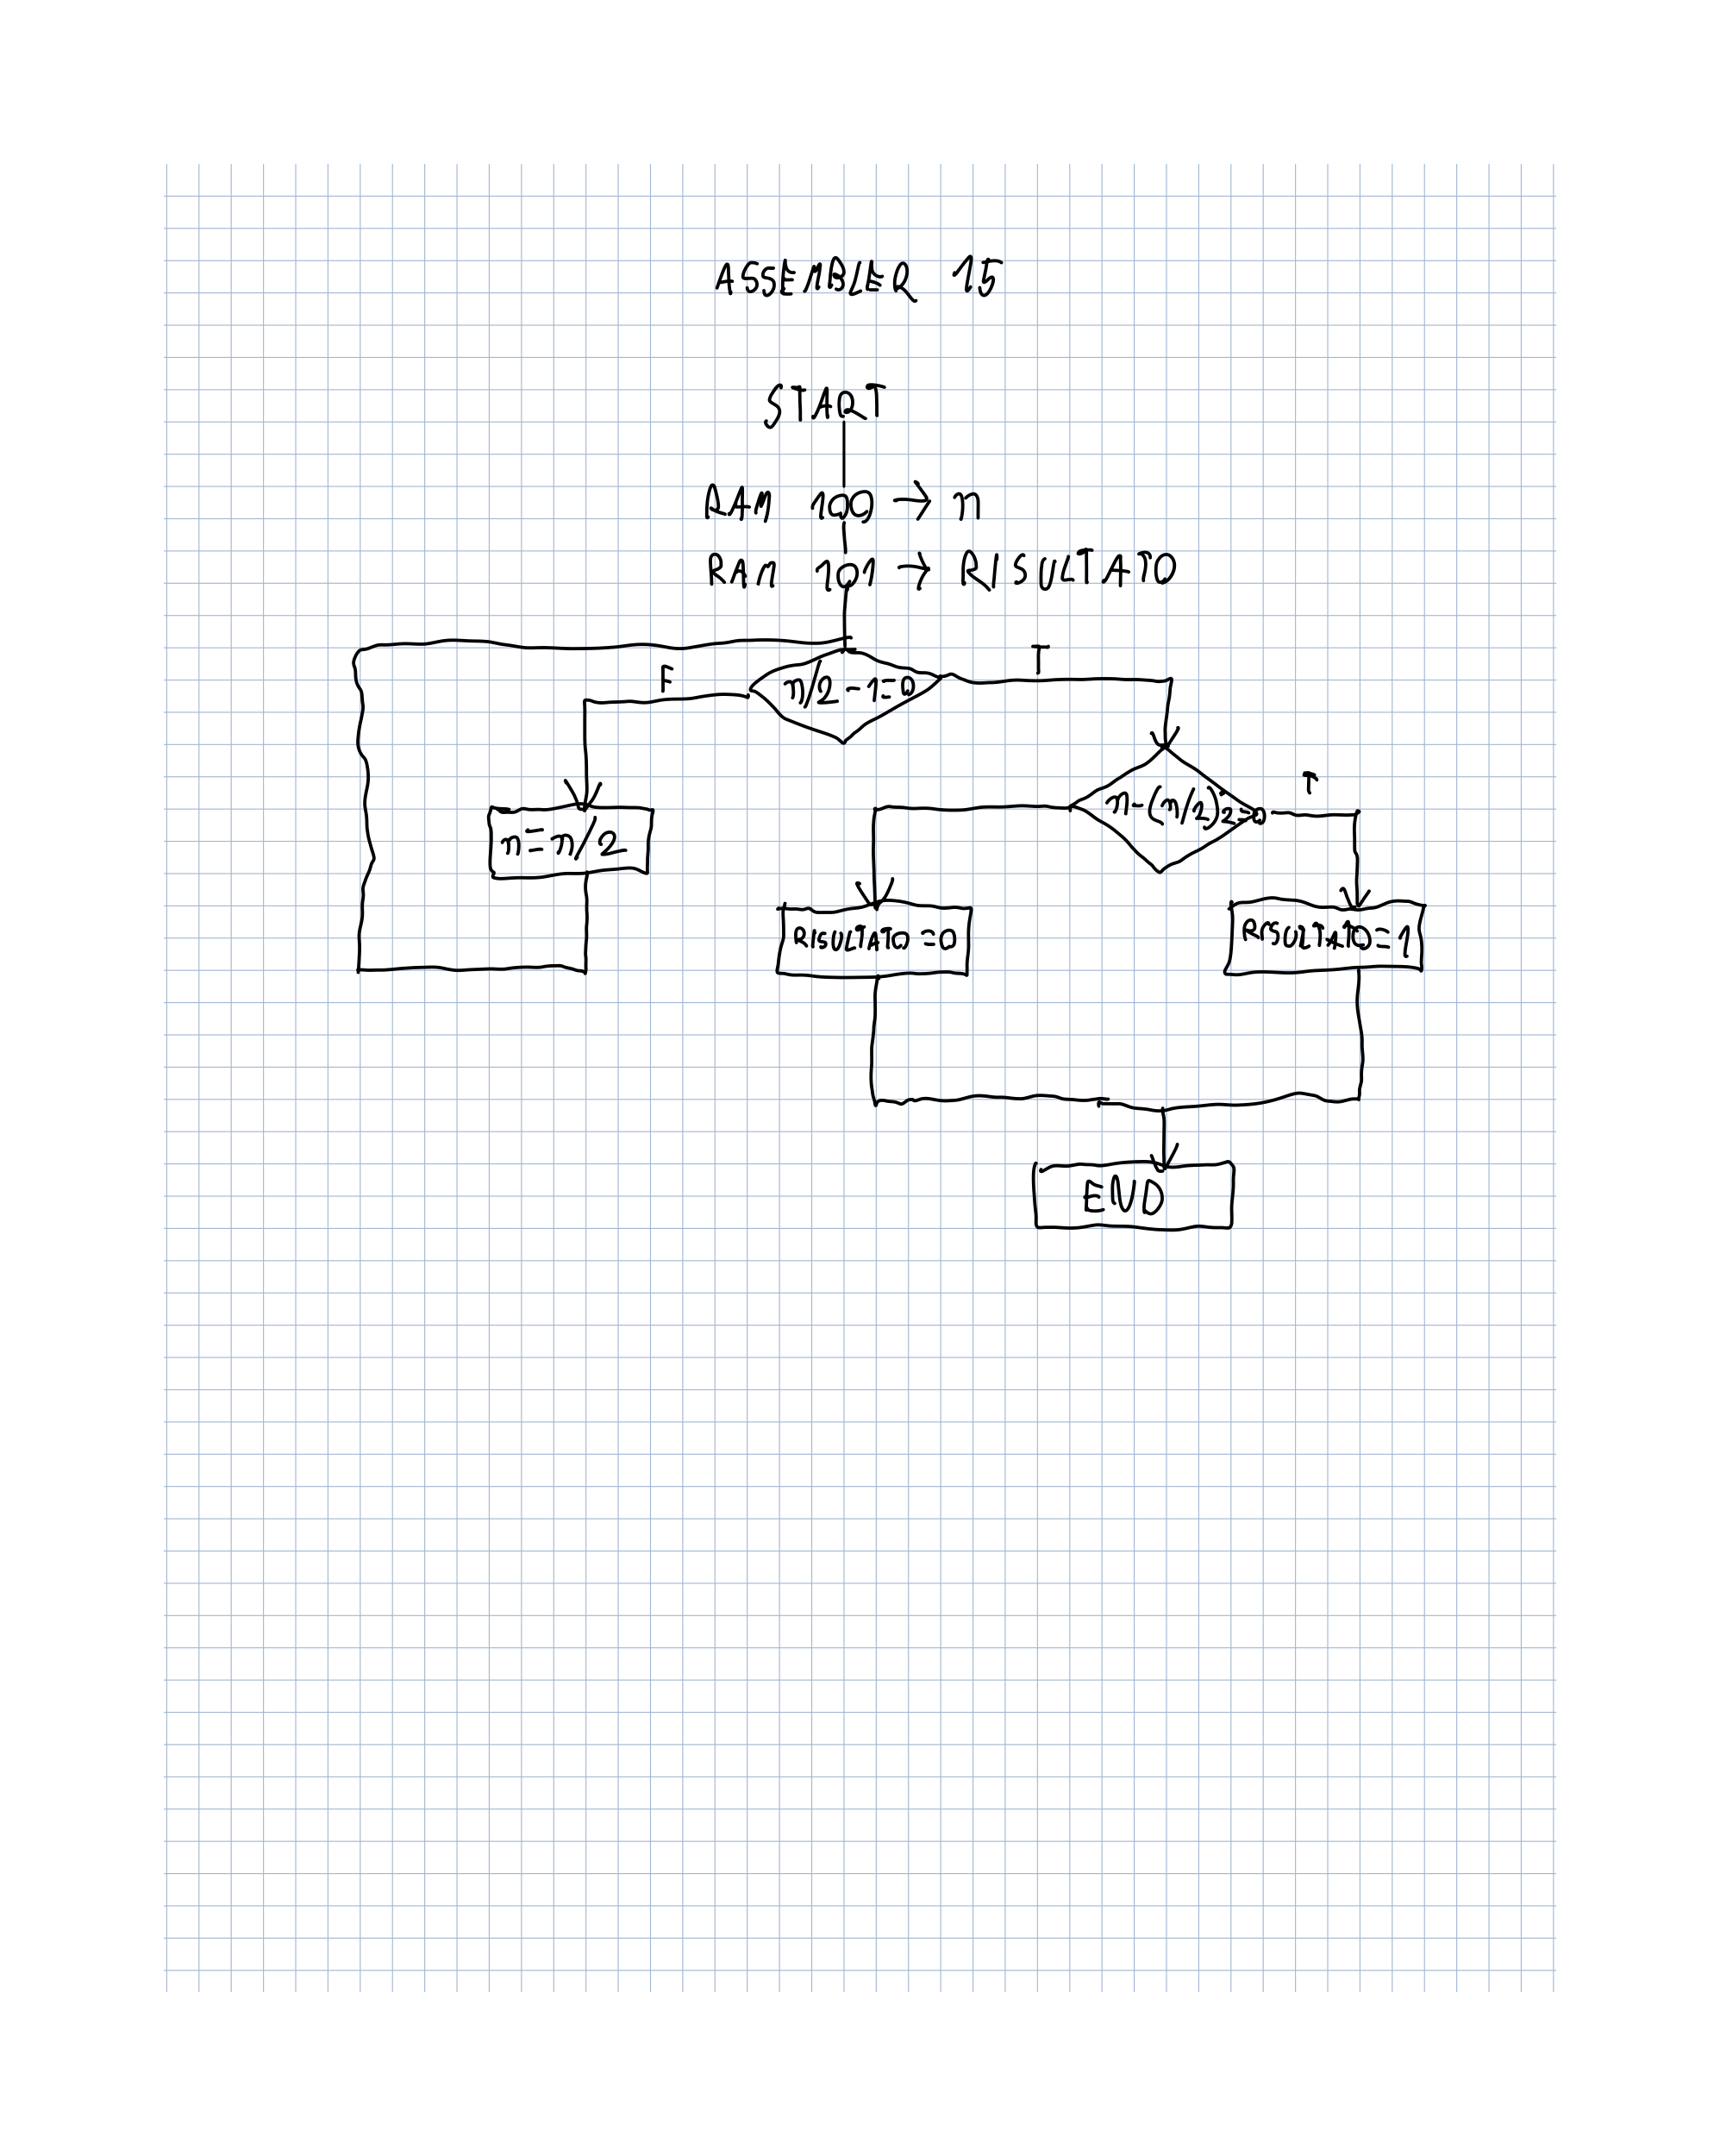 ASSEMBLER 15
START
RAM 100 → n
RAM 101 → RISULTATO
F
n/2 - 1 = 0
T
n - (n/2)·2 = 0
T
n = n/2
RISULTATO = 0
RISULTATO = 1
END